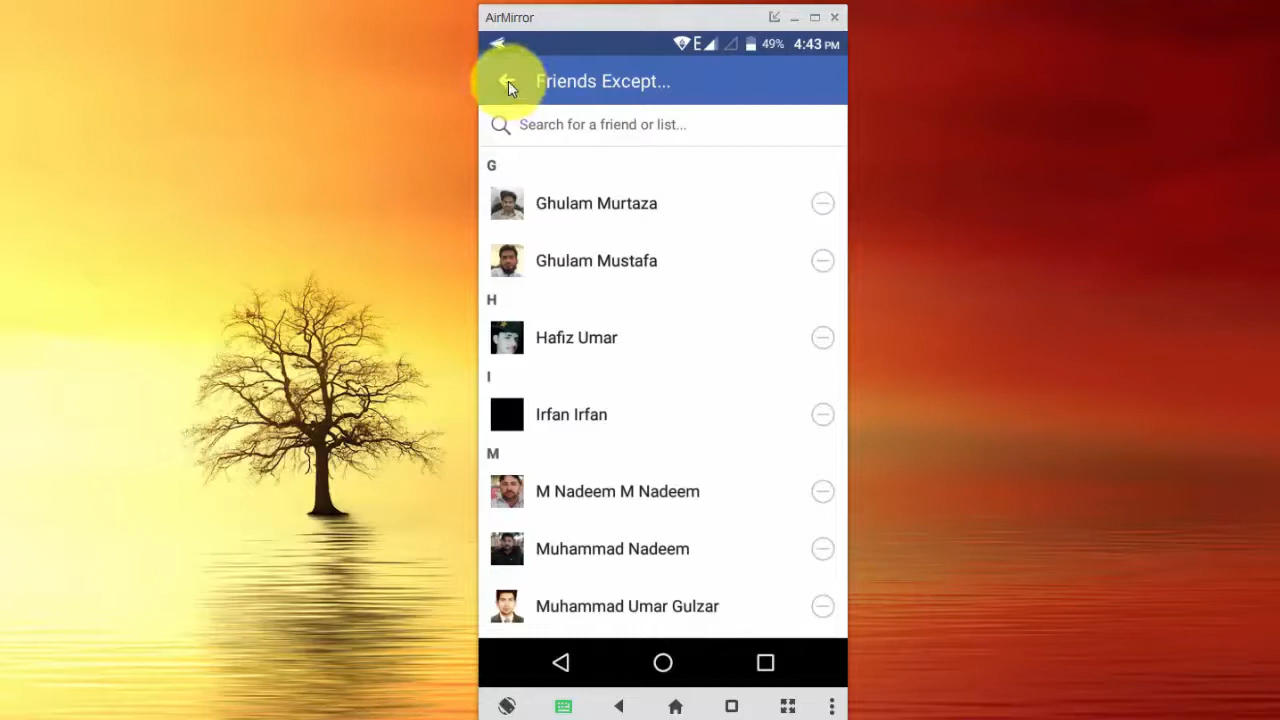 AirMirror
E 49% 4:43 PM
Friends Except...
Search for a friend or list...
G
Ghulam Murtaza
Ghulam Mustafa
H
Hafiz Umar
I
Irfan Irfan
M
M Nadeem M Nadeem
Muhammad Nadeem
Muhammad Umar Gulzar